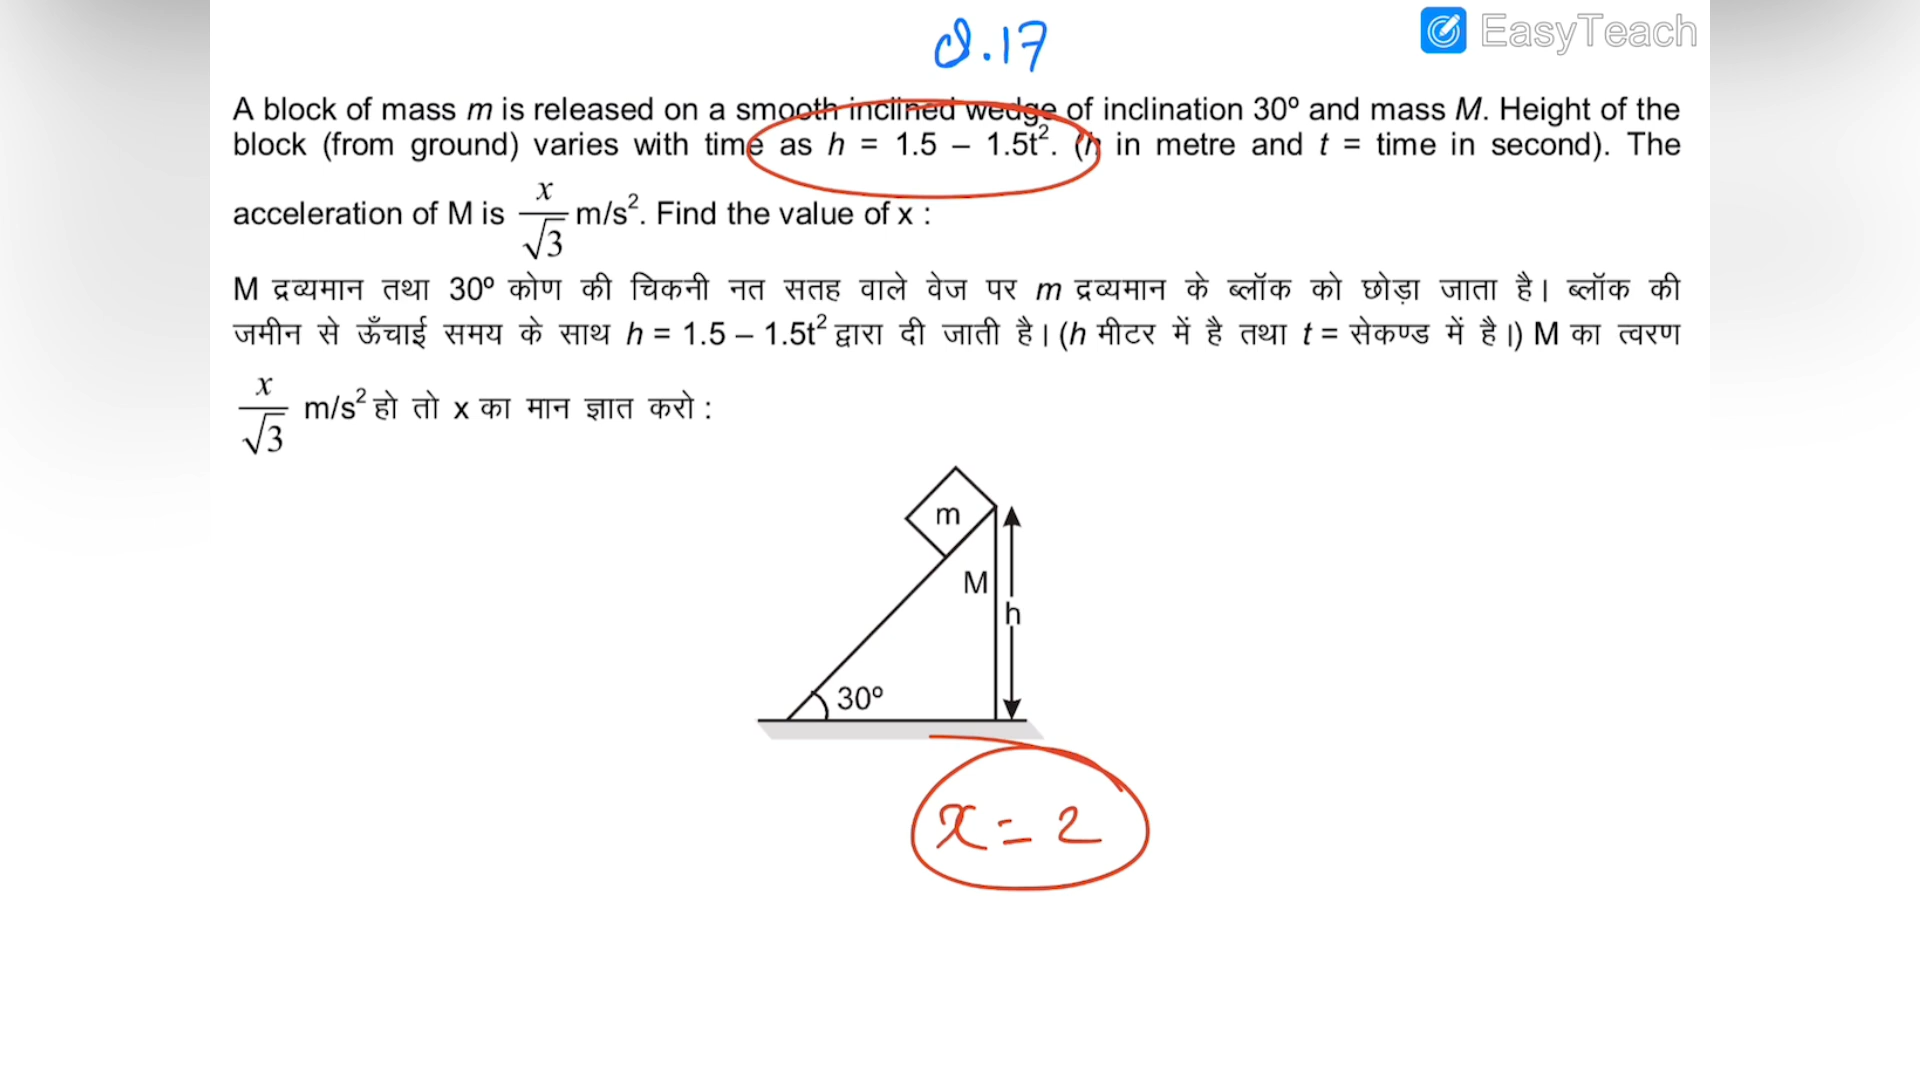 Q.17
EasyTeach
A block of mass m is released on a smooth inclined wedge of inclination 30º and mass M. Height of the
block (from ground) varies with time as h = 1.5 – 1.5t². (h in metre and t = time in second). The
acceleration of M is x/√3 m/s². Find the value of x :
M द्रव्यमान तथा 30º कोण की चिकनी नत सतह वाले वेज पर m द्रव्यमान के ब्लॉक को छोड़ा जाता है। ब्लॉक की
जमीन से ऊँचाई समय के साथ h = 1.5 – 1.5t² द्वारा दी जाती है। (h मीटर में है तथा t = सेकण्ड में है।) M का त्वरण
x/√3 m/s² हो तो x का मान ज्ञात करो :
m
M
h
30º
x = 2